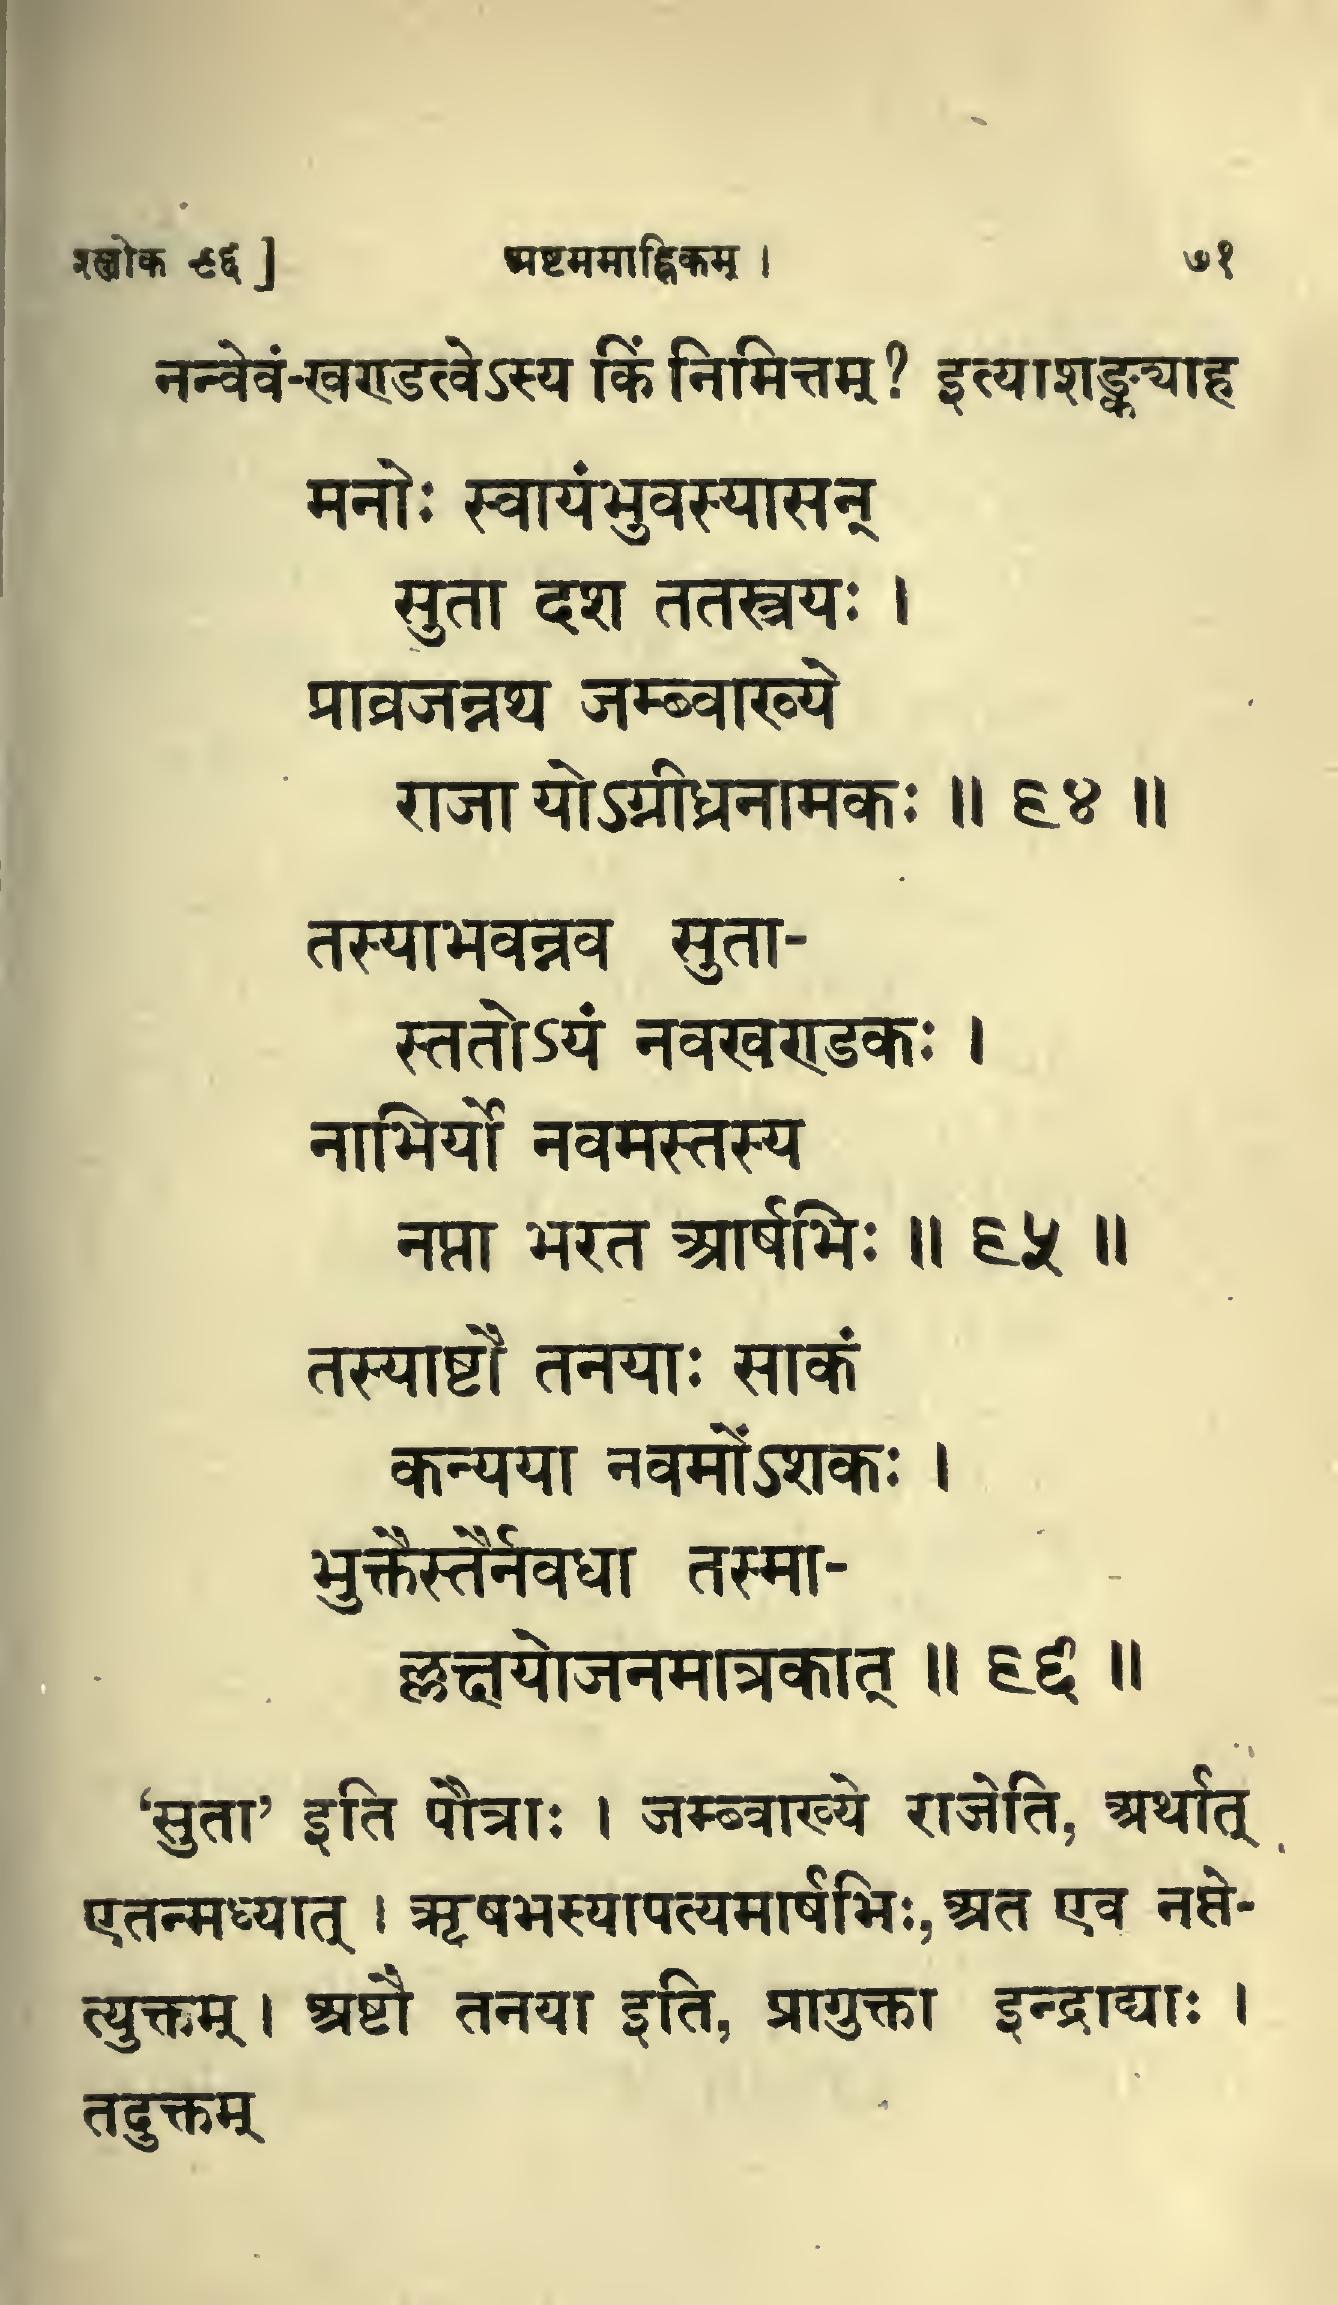 श्लोक ९६ ] अष्टममाह्निकम् । ७१
नन्वेवं-खण्डत्वेऽस्य किं निमित्तम्? इत्याशङ्क्याह
मनोः स्वायंभुवस्यासन्
सुता दश ततस्त्रयः ।
प्राव्रजन्नथ जम्ब्वाख्ये
राजा योऽग्नीध्रनामकः ॥ ९४ ॥
तस्याभवन्नव सुता-
स्ततोऽयं नवखण्डकः ।
नाभिर्यो नवमस्तस्य
नप्ता भरत आर्षभिः ॥ ९५ ॥
तस्याष्टौ तनयाः साकं
कन्यया नवमोंऽशकः ।
भुक्तैस्तैर्नवधा तस्मा-
ल्लक्षयोजनमात्रकात् ॥ ९६ ॥
‘सुता’ इति पौत्राः । जम्ब्वाख्ये राजेति, अर्थात्
एतन्मध्यात् । ऋषभस्यापत्यमार्षभिः, अत एव नप्ते-
त्युक्तम् । अष्टौ तनया इति, प्रागुक्ता इन्द्राद्याः ।
तदुक्तम्